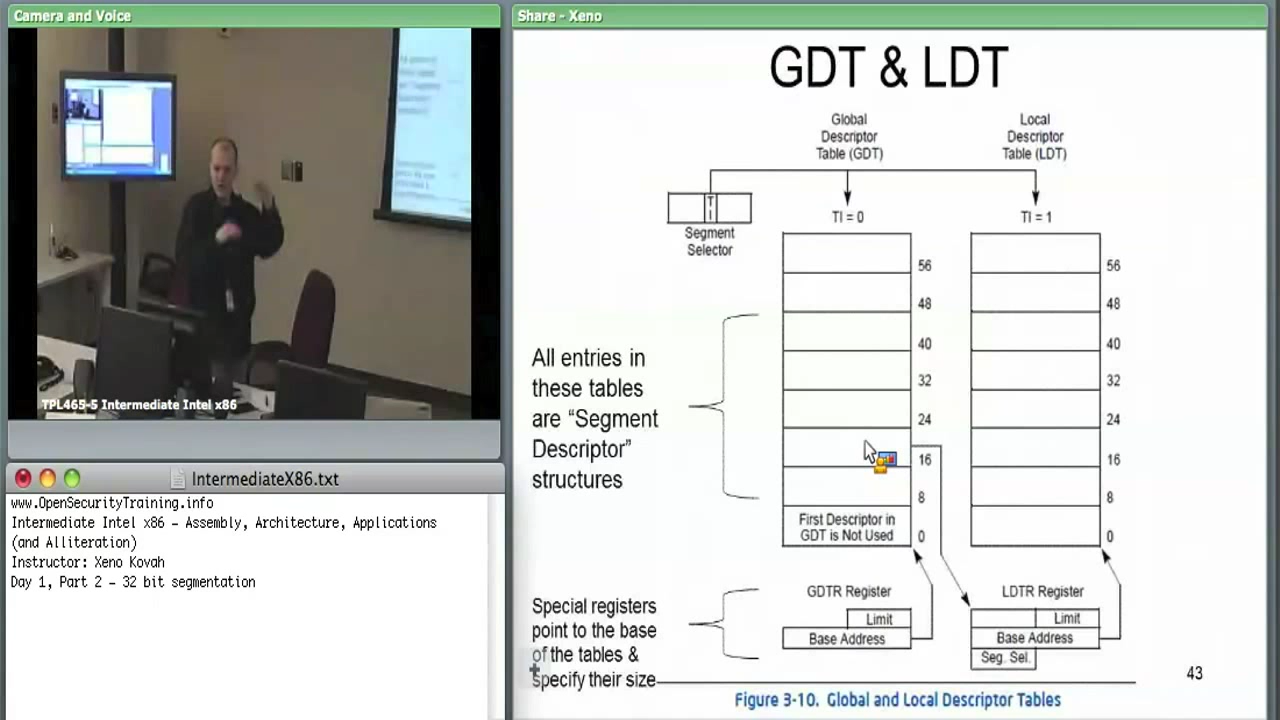 Camera and Voice
TPL465-5 Intermediate Intel x86
IntermediateX86.txt
www.OpenSecurityTraining.info
Intermediate Intel x86 – Assembly, Architecture, Applications
(and Alliteration)
Instructor: Xeno Kovah
Day 1, Part 2 – 32 bit segmentation
Share - Xeno
GDT & LDT
Global
Descriptor
Table (GDT)
Local
Descriptor
Table (LDT)
T
I
Segment
Selector
TI = 0
TI = 1
56
48
40
32
24
16
8
0
56
48
40
32
24
16
8
0
First Descriptor in
GDT is Not Used
All entries in
these tables
are “Segment
Descriptor”
structures
GDTR Register
Limit
Base Address
LDTR Register
Limit
Base Address
Seg. Sel.
Special registers
point to the base
of the tables &
specify their size
43
Figure 3-10. Global and Local Descriptor Tables